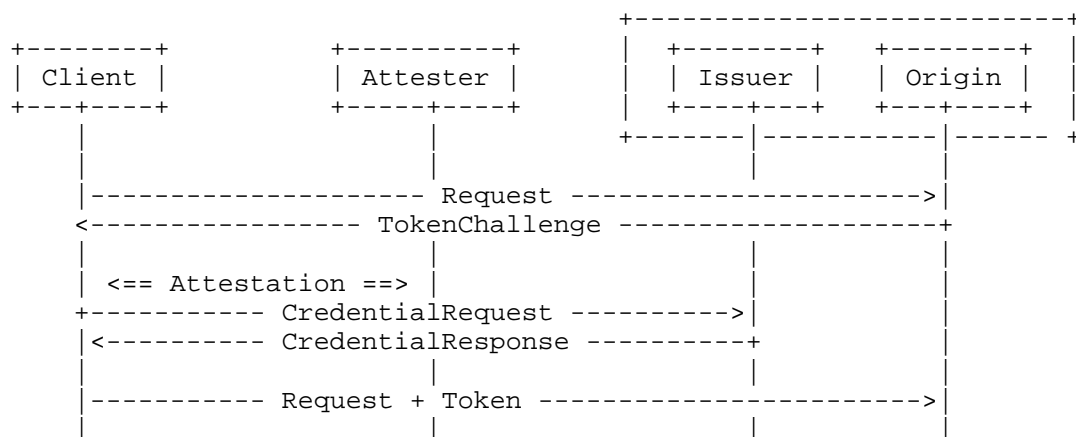 Client Attester Issuer Origin
Request
TokenChallenge
<== Attestation ==>
CredentialRequest
CredentialResponse
Request + Token